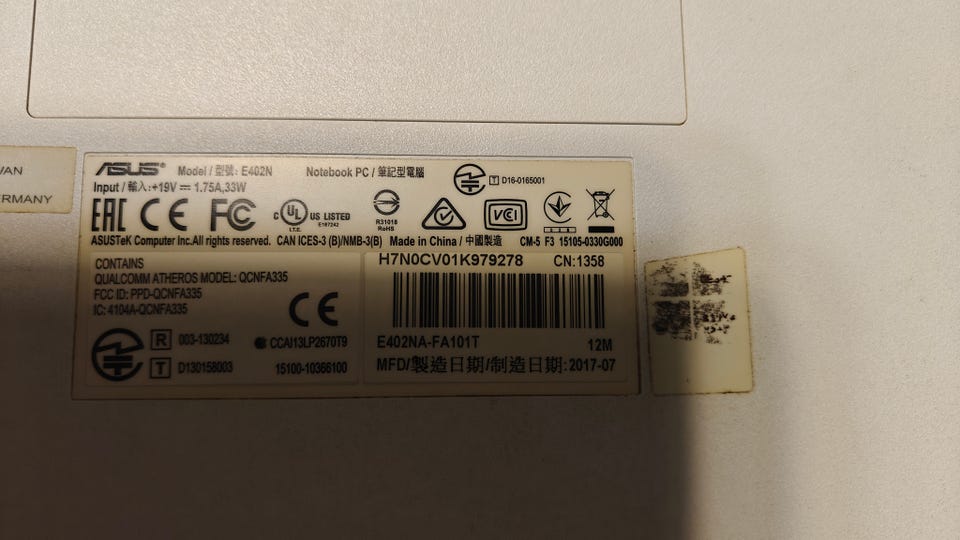 WAN
GERMANY
ASUS® Model / 型號: E402N Notebook PC / 筆記型電腦
T D16-0165001
Input / 輸入:+19V ⎓ 1.75A,33W
EAC CE FC c UL US LISTED
I.T.E. E187242
R31018
RoHS
VCI
ASUSTeK Computer Inc.All rights reserved. CAN ICES-3 (B)/NMB-3(B) Made in China / 中國製造 CM-5 F3 15105-0330G000
CONTAINS
QUALCOMM ATHEROS MODEL: QCNFA335
FCC ID: PPD-QCNFA335
IC: 4104A-QCNFA335
CE
R 003-130234
CCAI13LP2670T9
T D130158003
15100-10366100
H7N0CV01K979278 CN:1358
E402NA-FA101T 12M
MFD/製造日期/制造日期:2017-07